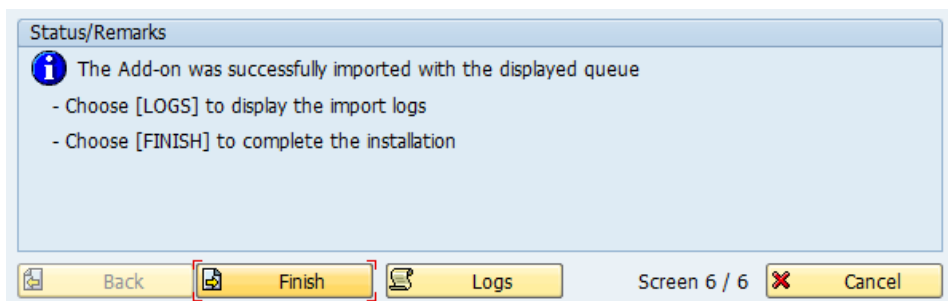 Status/Remarks
The Add-on was successfully imported with the displayed queue
- Choose [LOGS] to display the import logs
- Choose [FINISH] to complete the installation
Back Finish Logs Screen 6 / 6 Cancel